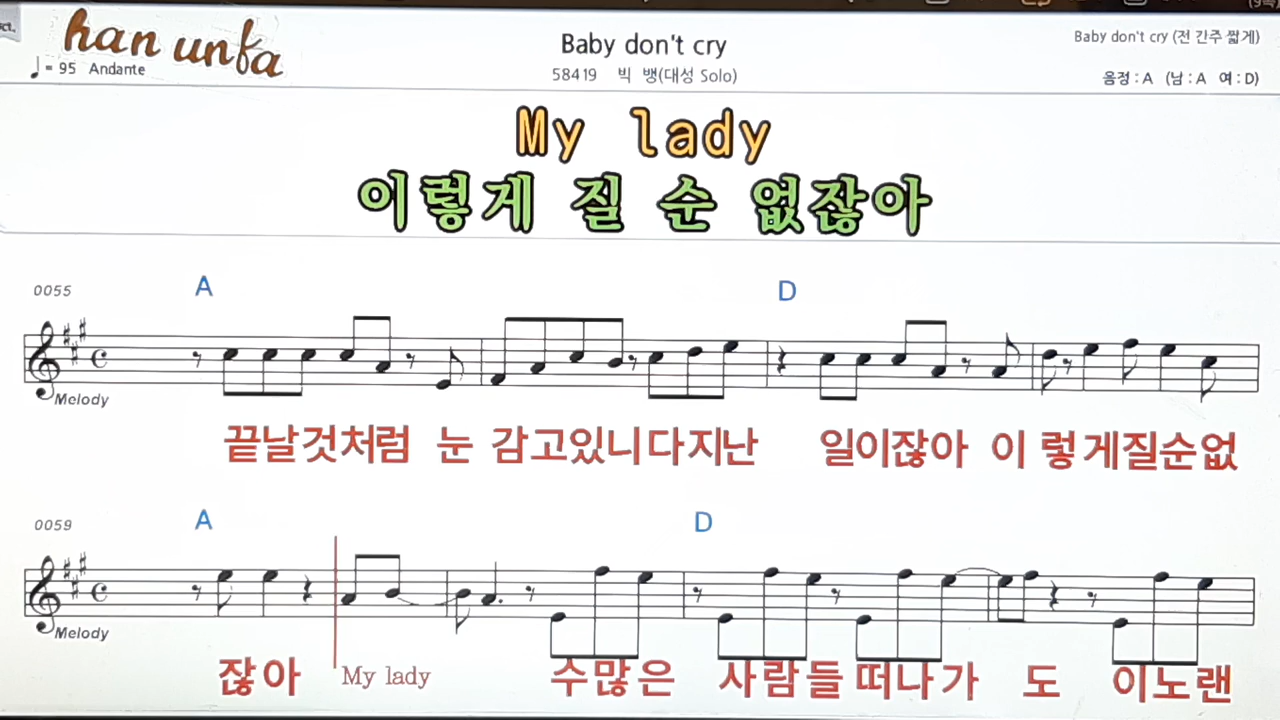 han unfa
♩= 95 Andante
Baby don't cry
58419 빅 뱅(대성 Solo)
Baby don't cry (전 간주 짧게)
음정 : A (남 : A 여 : D)
My lady
이렇게 질 순 없잖아
0055
A
D
Melody
끝날것처럼 눈 감고있니다지난 일이잖아 이 렇게질순없
0059
A
D
Melody
잖아 My lady 수많은 사람들 떠나가 도 이노랜